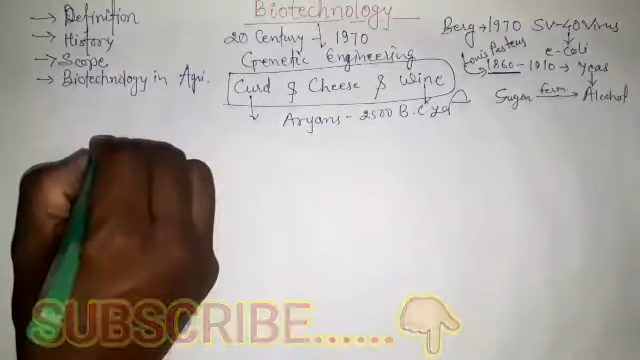 Biotechnology
→ Definition
→ History
→ Scope
→ Biotechnology in Agri.
20 Century → 1970
Genetic Engineering
Curd & Cheese & Wine
Aryans - 2500 B.C
Berg → 1970 SV-40 Virus
e-Coli
Louis Pasteus
1860 - 1910 → yeas
Sugar ferm. Alcohol
SUBSCRIBE......